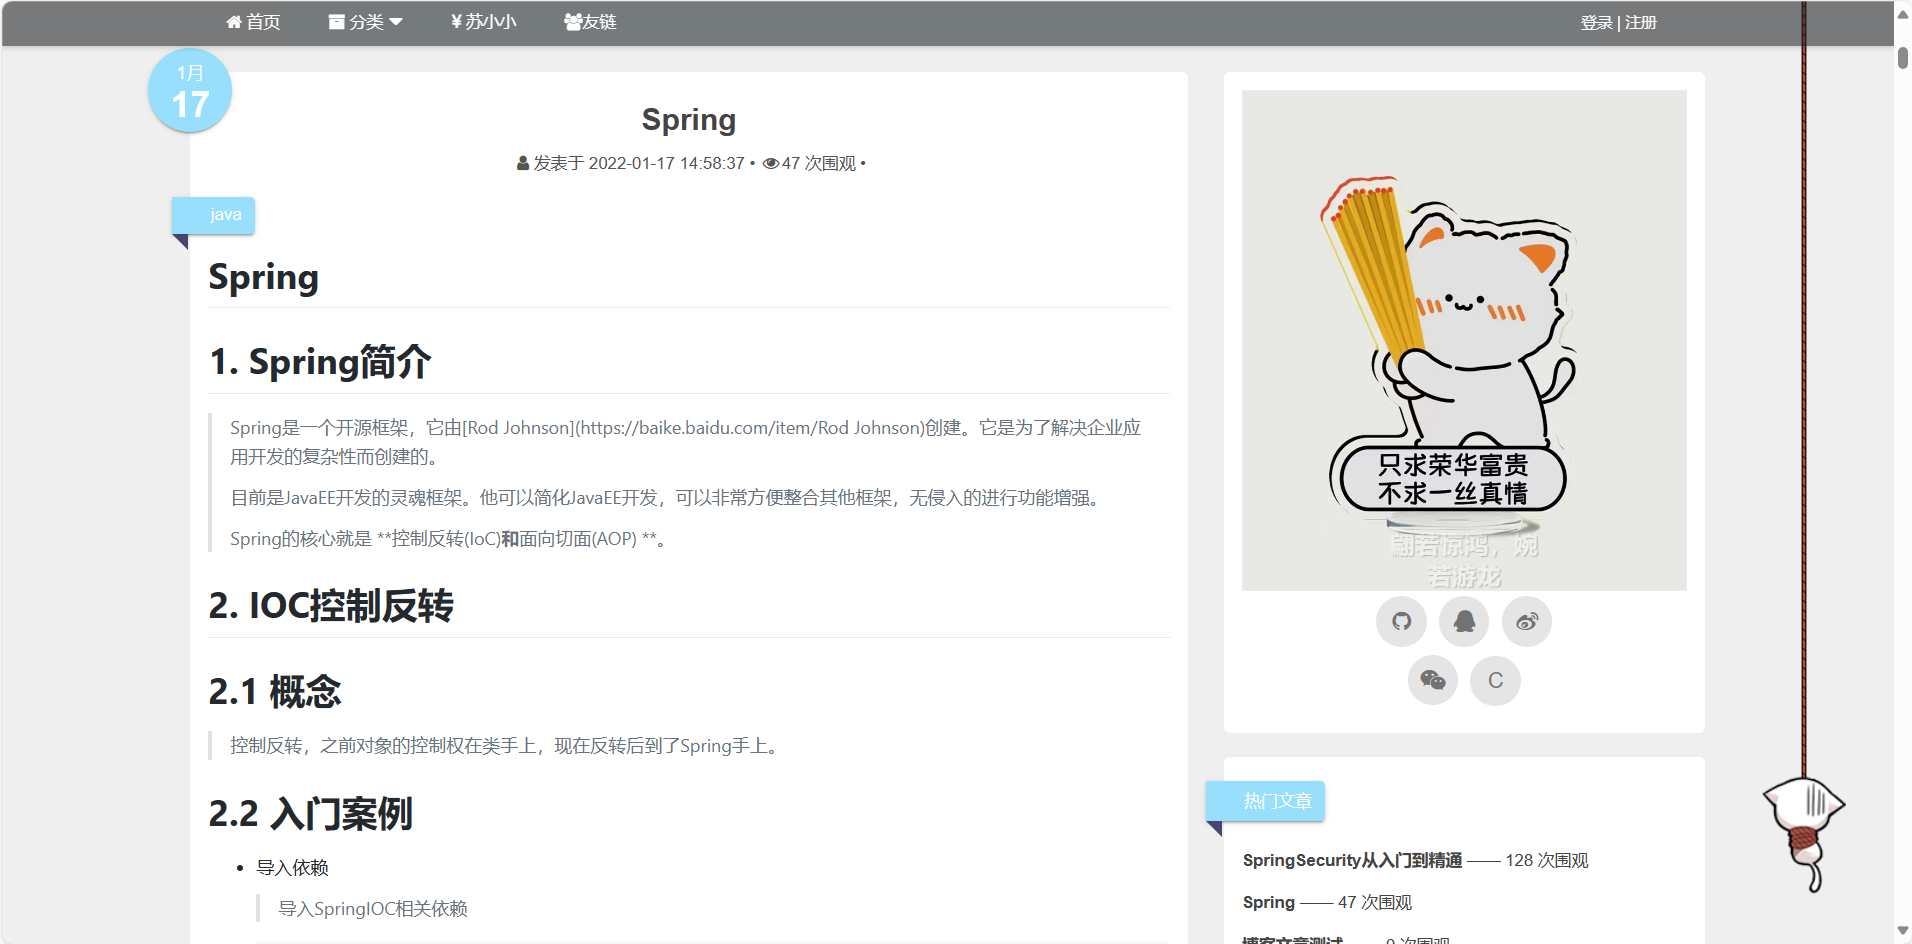 首页 分类 ¥ 苏小小 友链 登录 | 注册
1月
17
Spring
发表于 2022-01-17 14:58:37 • 47 次围观 •
java
Spring
1. Spring简介
Spring是一个开源框架，它由[Rod Johnson](https://baike.baidu.com/item/Rod Johnson)创建。它是为了解决企业应
用开发的复杂性而创建的。
目前是JavaEE开发的灵魂框架。他可以简化JavaEE开发，可以非常方便整合其他框架，无侵入的进行功能增强。
Spring的核心就是 **控制反转(IoC)和面向切面(AOP) **。
2. IOC控制反转
2.1 概念
控制反转，之前对象的控制权在类手上，现在反转后到了Spring手上。
2.2 入门案例
• 导入依赖
导入SpringIOC相关依赖
只求荣华富贵
不求一丝真情
翩若惊鸿，婉
若游龙
C
热门文章
SpringSecurity从入门到精通 —— 128 次围观
Spring —— 47 次围观
博客文章测试 —— 0 次围观